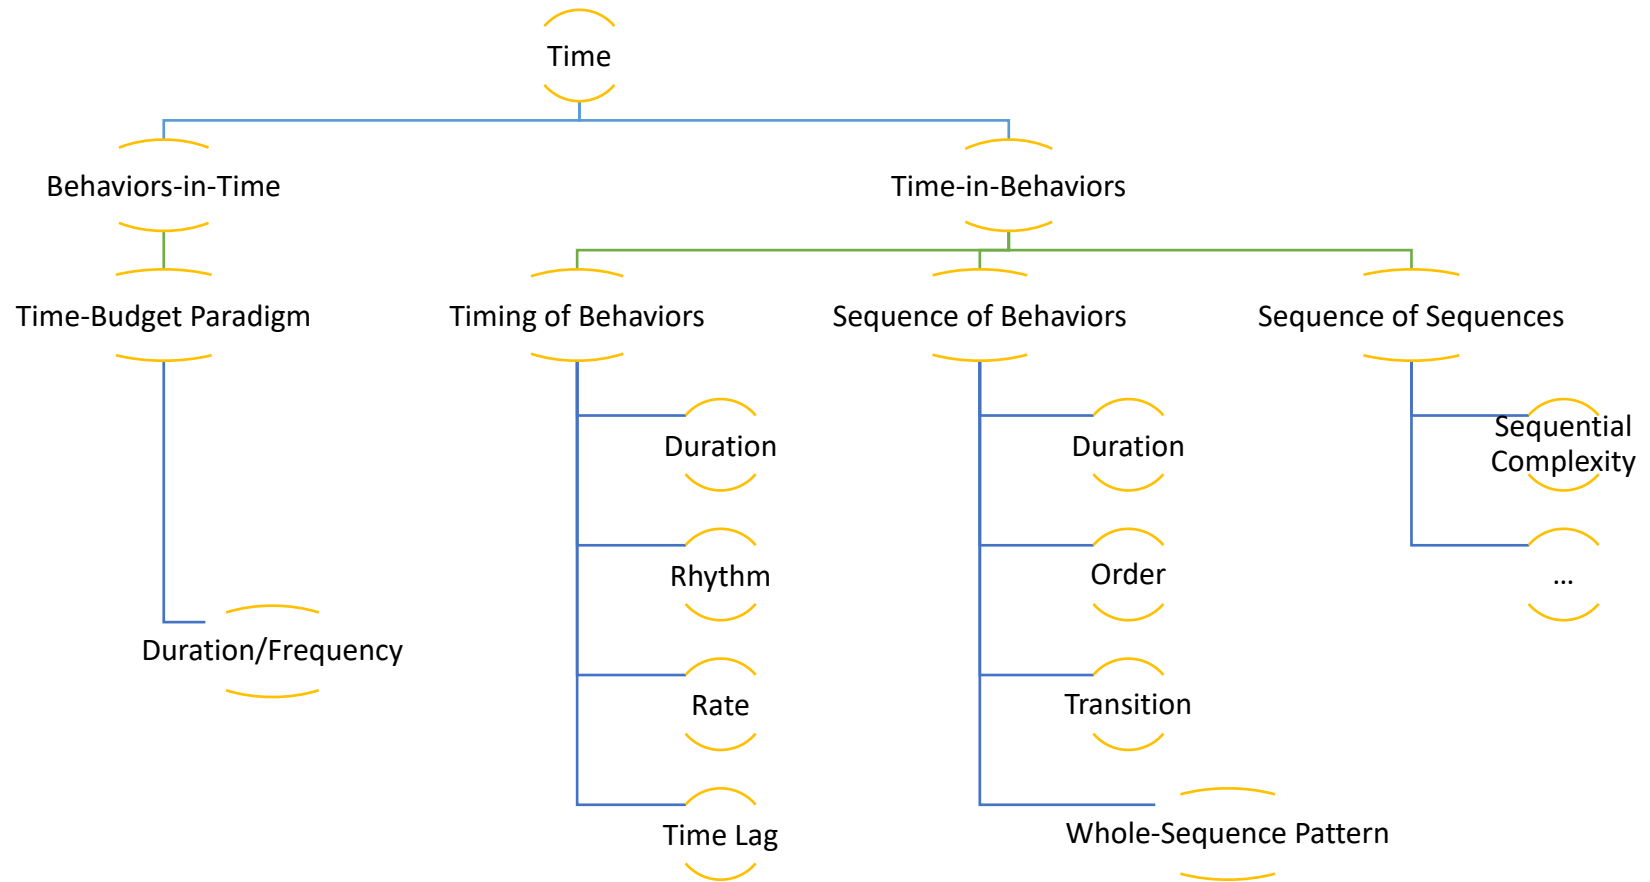 Time
Behaviors-in-Time
Time-in-Behaviors
Time-Budget Paradigm
Timing of Behaviors
Sequence of Behaviors
Sequence of Sequences
Duration/Frequency
Duration
Rhythm
Rate
Time Lag
Duration
Order
Transition
Whole-Sequence Pattern
Sequential
Complexity
...